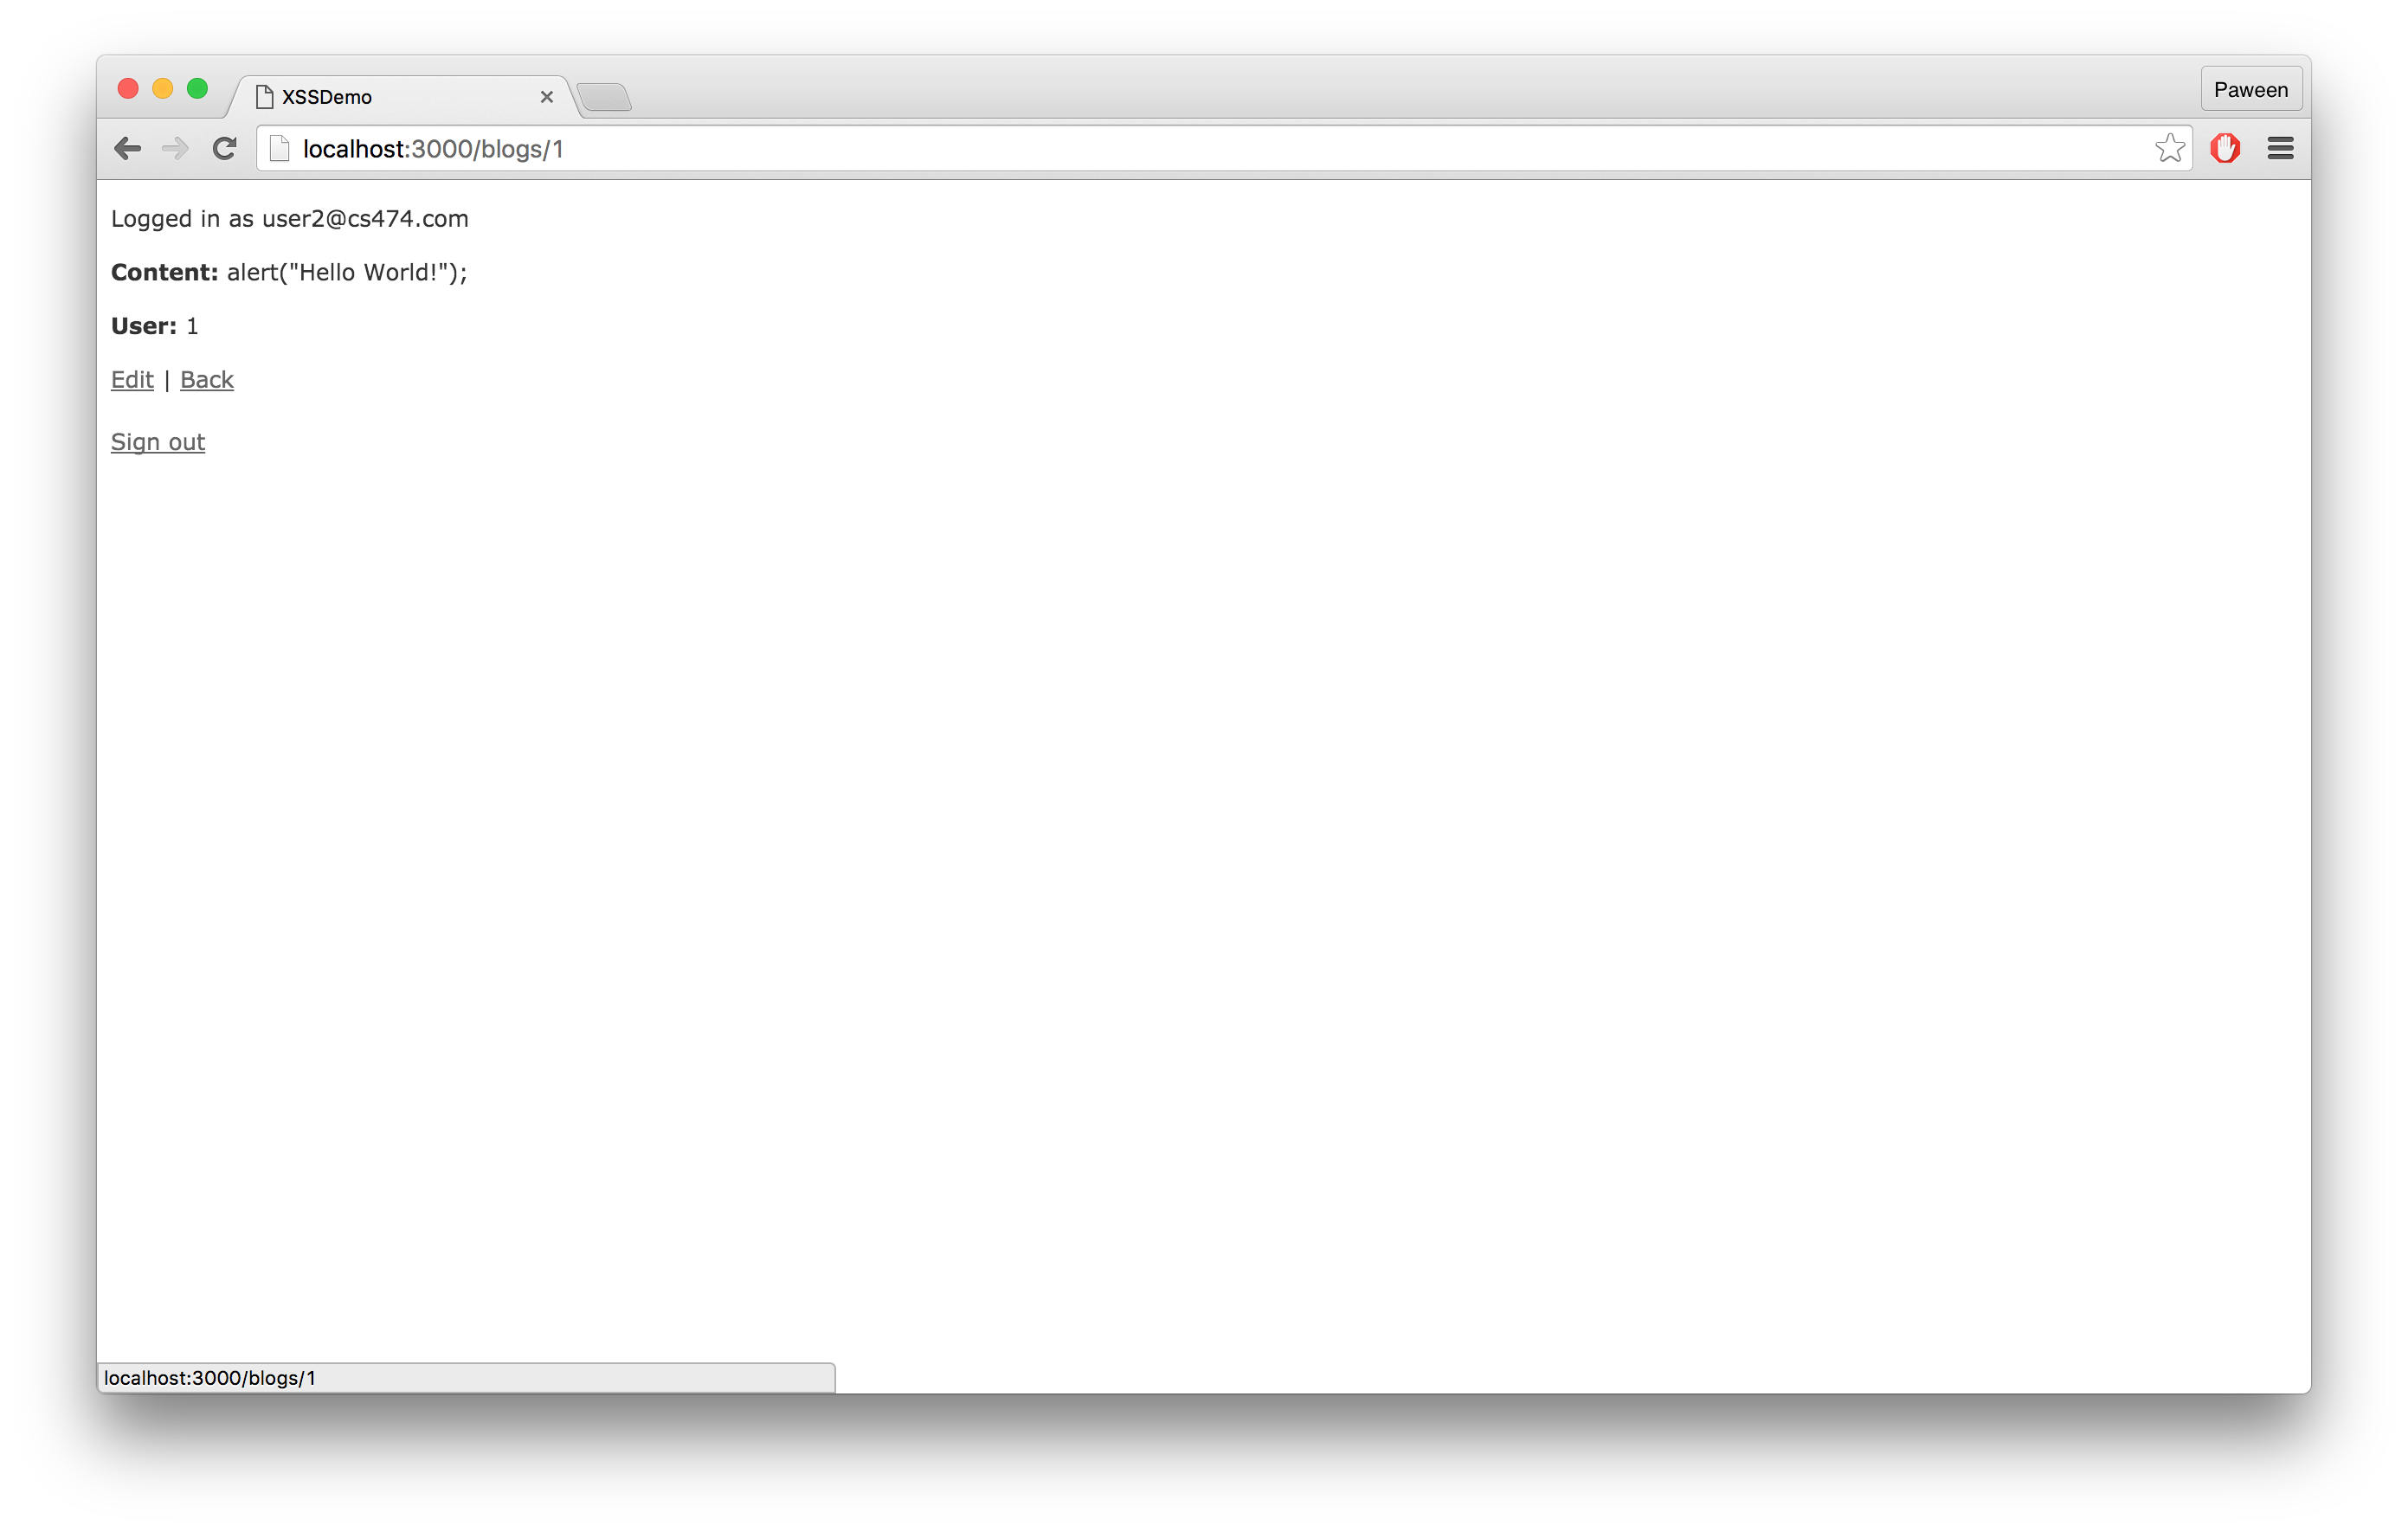 XSSDemo
Paween
localhost:3000/blogs/1
Logged in as user2@cs474.com
Content: alert("Hello World!");
User: 1
Edit | Back
Sign out
localhost:3000/blogs/1